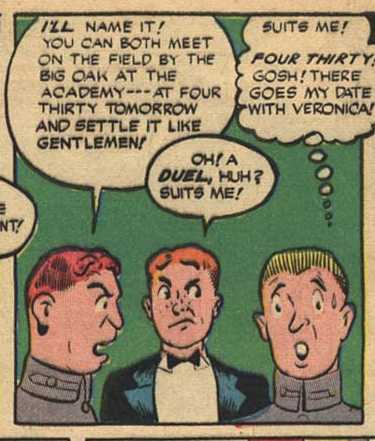 I'LL NAME IT!
YOU CAN BOTH MEET
ON THE FIELD BY THE
BIG OAK AT THE
ACADEMY---AT FOUR
THIRTY TOMORROW
AND SETTLE IT LIKE
GENTLEMEN!
OH! A
DUEL, HUH?
SUITS ME!
SUITS ME!
FOUR THIRTY!
GOSH! THERE
GOES MY DATE
WITH VERONICA!